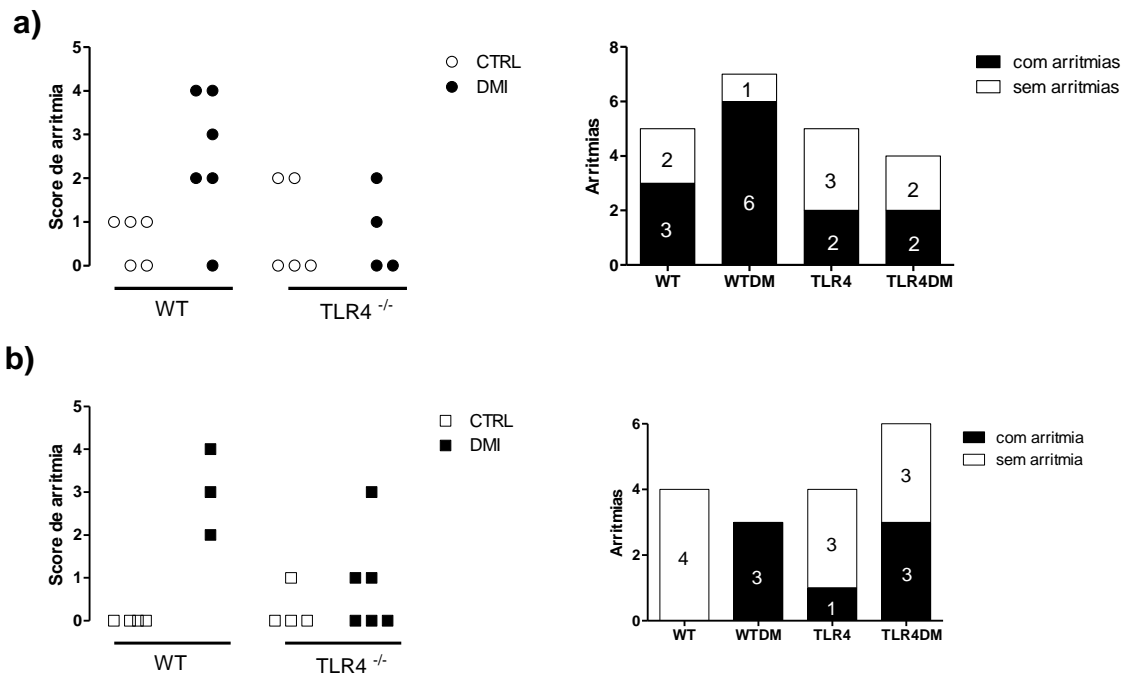 a)
Score de arritmia
5
4
3
2
1
0
CTRL
DMI
WT
TLR4 -/-
Arritmias
8
6
4
2
0
2
3
1
6
3
2
2
2
WT
WTDM
TLR4
TLR4DM
com arritmias
sem arritmias
b)
Score de arritmia
5
4
3
2
1
0
CTRL
DMI
WT
TLR4 -/-
Arritmias
6
4
2
0
4
3
3
1
3
3
WT
WTDM
TLR4
TLR4DM
com arritmia
sem arritmia